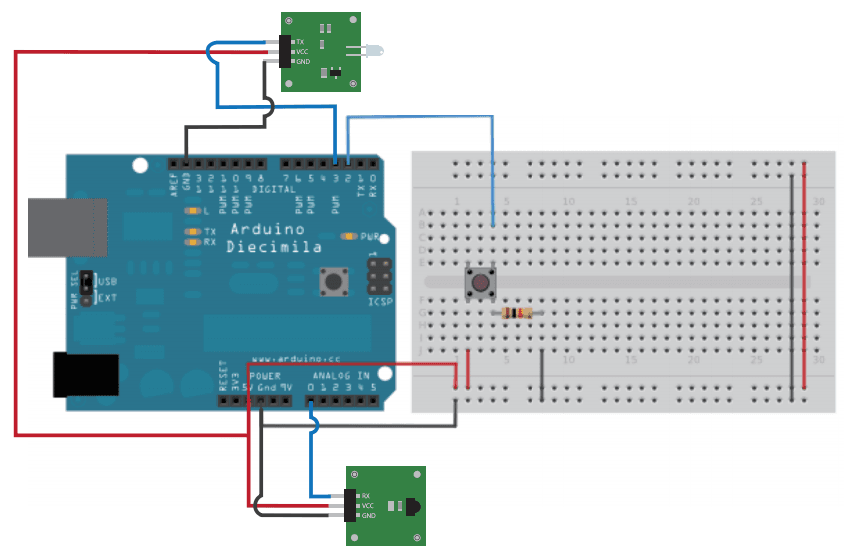 TX
VCC
GND
AREF
GND
13
12
11
10
9
8
7
6
5
4
3
2
1
0
PWM
PWM
PWM
PWM
PWM
PWM
TX
RX
DIGITAL
L
TX
RX
Arduino
Diecimila
PWR
1
ICSP
PWR SEL
USB
EXT
www.arduino.cc
POWER
ANALOG IN
RESET
3V3
5V
Gnd
9V
0 1 2 3 4 5
1 5 10 15 20 25 30
A
B
C
D
E
F
G
H
I
J
1 5 10 15 20 25 30
RX
VCC
GND